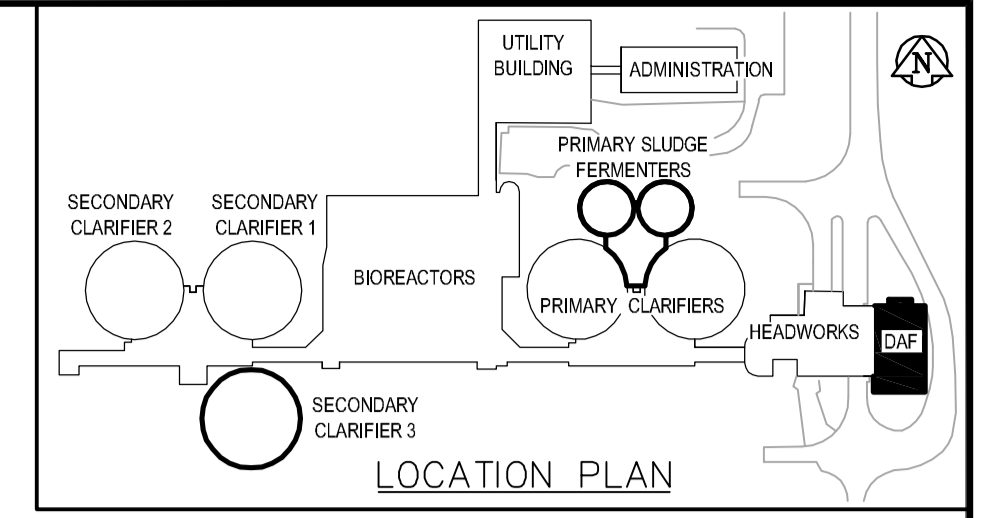 UTILITY
BUILDING
ADMINISTRATION
N
PRIMARY SLUDGE
FERMENTERS
SECONDARY
CLARIFIER 2
SECONDARY
CLARIFIER 1
BIOREACTORS
PRIMARY CLARIFIERS
HEADWORKS
DAF
SECONDARY
CLARIFIER 3
LOCATION PLAN